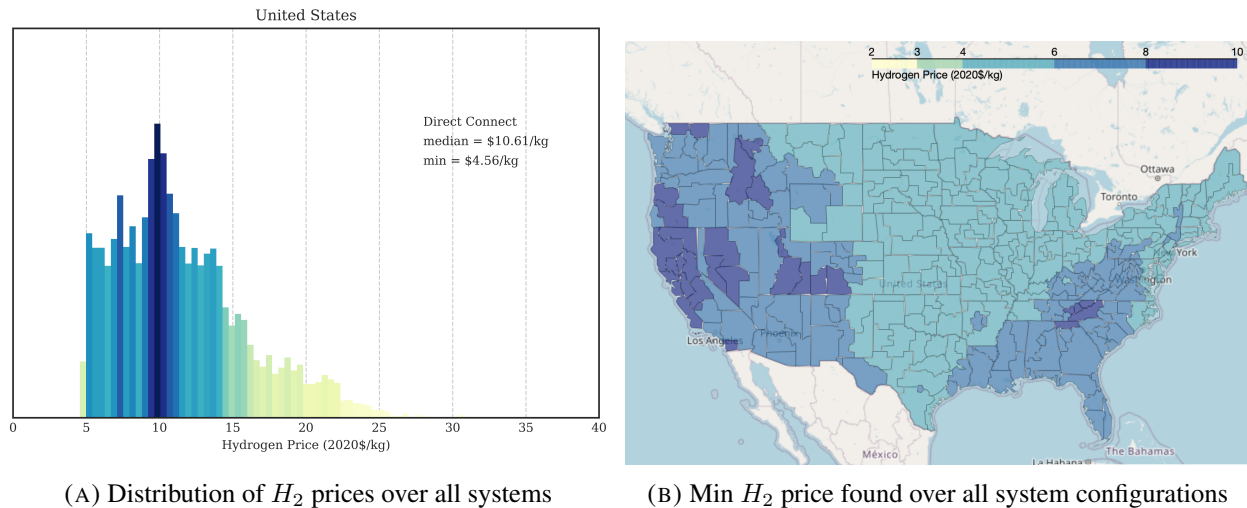 United States
Direct Connect
median = $10.61/kg
min = $4.56/kg
0 5 10 15 20 25 30 35 40
Hydrogen Price (2020$/kg)
(A) Distribution of H₂ prices over all systems
2 3 4 6 8 10
Hydrogen Price (2020$/kg)
Ottawa
Toronto
York
Washington
United States
Phoenix
Los Angeles
México
La Habana
The Bahamas
(B) Min H₂ price found over all system configurations